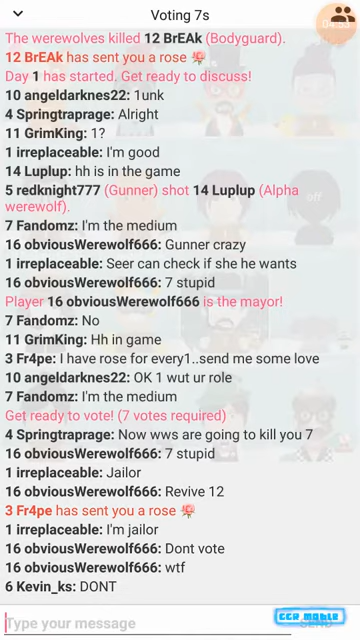 Voting 7s
The werewolves killed 12 BrEAk (Bodyguard).
12 BrEAk has sent you a rose 🌹
Day 1 has started. Get ready to discuss!
10 angeldarknes22: 1unk
4 Springtraprage: Alright
11 GrimKing: 1?
1 irreplaceable: I'm good
14 Luplup: hh is in the game
5 redknight777 (Gunner) shot 14 Luplup (Alpha
werewolf).
7 Fandomz: I'm the medium
16 obviousWerewolf666: Gunner crazy
1 irreplaceable: Seer can check if she he wants
16 obviousWerewolf666: 7 stupid
Player 16 obviousWerewolf666 is the mayor!
7 Fandomz: No
11 GrimKing: Hh in game
3 Fr4pe: I have rose for every1..send me some love
10 angeldarknes22: OK 1 wut ur role
7 Fandomz: I'm the medium
Get ready to vote! (7 votes required)
4 Springtraprage: Now wws are going to kill you 7
16 obviousWerewolf666: 7 stupid
1 irreplaceable: Jailor
16 obviousWerewolf666: Revive 12
3 Fr4pe has sent you a rose 🌹
1 irreplaceable: I'm jailor
16 obviousWerewolf666: Dont vote
16 obviousWerewolf666: wtf
6 Kevin_ks: DONT
Type your message